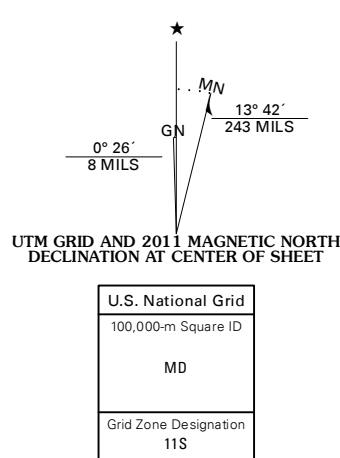 ★
MN
GN
13° 42´
243 MILS
0° 26´
8 MILS
UTM GRID AND 2011 MAGNETIC NORTH
DECLINATION AT CENTER OF SHEET
U.S. National Grid
100,000-m Square ID
MD
Grid Zone Designation
11S